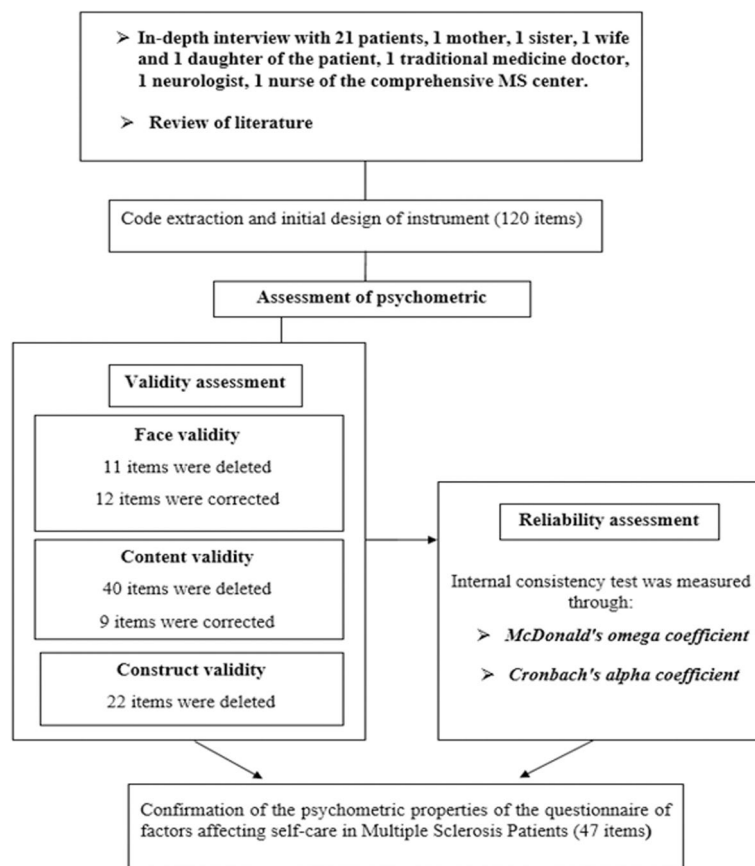 ➢ In-depth interview with 21 patients, 1 mother, 1 sister, 1 wife
and 1 daughter of the patient, 1 traditional medicine doctor,
1 neurologist, 1 nurse of the comprehensive MS center.
➢ Review of literature
Code extraction and initial design of instrument (120 items)
Assessment of psychometric
Validity assessment
Face validity
11 items were deleted
12 items were corrected
Content validity
40 items were deleted
9 items were corrected
Construct validity
22 items were deleted
Reliability assessment
Internal consistency test was measured
through:
➢ McDonald's omega coefficient
➢ Cronbach's alpha coefficient
Confirmation of the psychometric properties of the questionnaire of
factors affecting self-care in Multiple Sclerosis Patients (47 items)